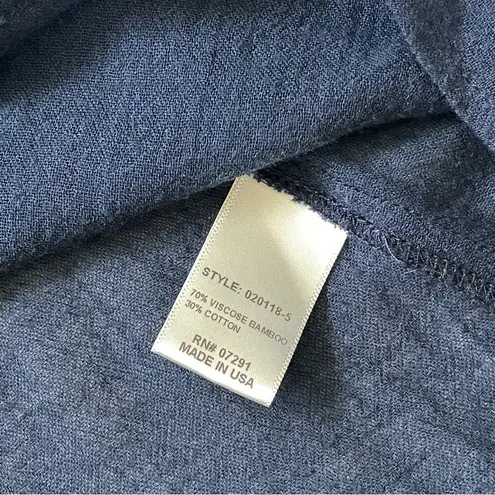 STYLE: 020118-5
70% VISCOSE BAMBOO
30% COTTON
RN# 07291
MADE IN USA